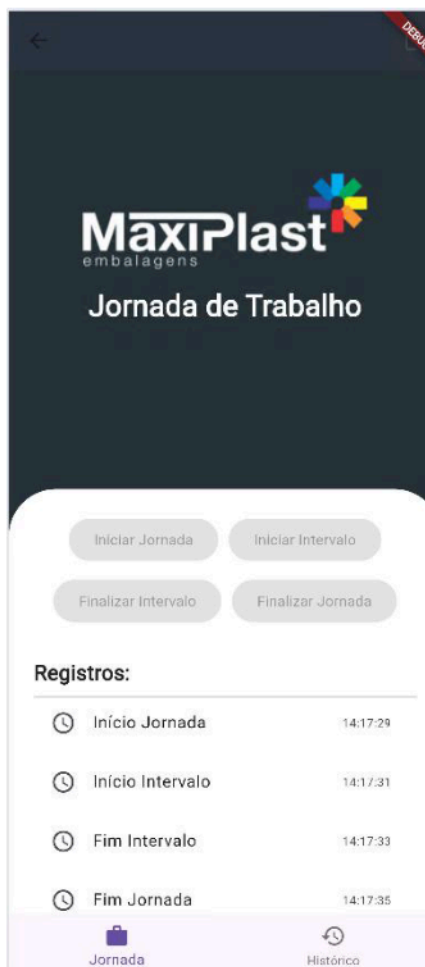 DEBUG
MaxiPlast
embalagens
Jornada de Trabalho
Iniciar Jornada Iniciar Intervalo
Finalizar Intervalo Finalizar Jornada
Registros:
Início Jornada 14:17:29
Início Intervalo 14:17:31
Fim Intervalo 14:17:33
Fim Jornada 14:17:35
Jornada Histórico